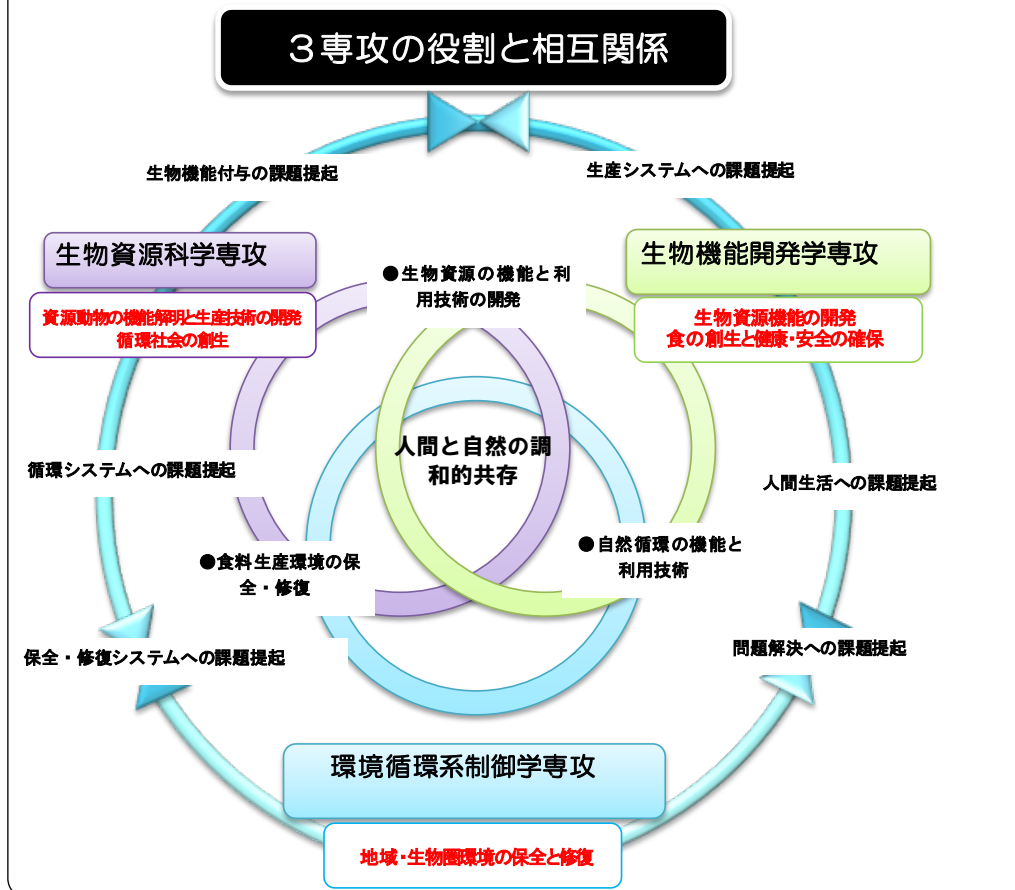 ３専攻の役割と相互関係
生物機能付与の課題提起
生産システムへの課題提起
生物資源科学専攻
資源動物の機能解明と生産技術の開発
循環社会の創生
生物機能開発学専攻
生物資源機能の開発
食の創生と健康・安全の確保
●生物資源の機能と利
用技術の開発
人間と自然の調
和的共存
循環システムへの課題提起
人間生活への課題提起
●食料生産環境の保
全・修復
●自然循環の機能と
利用技術
保全・修復システムへの課題提起
問題解決への課題提起
環境循環系制御学専攻
地域・生物圏環境の保全と修復